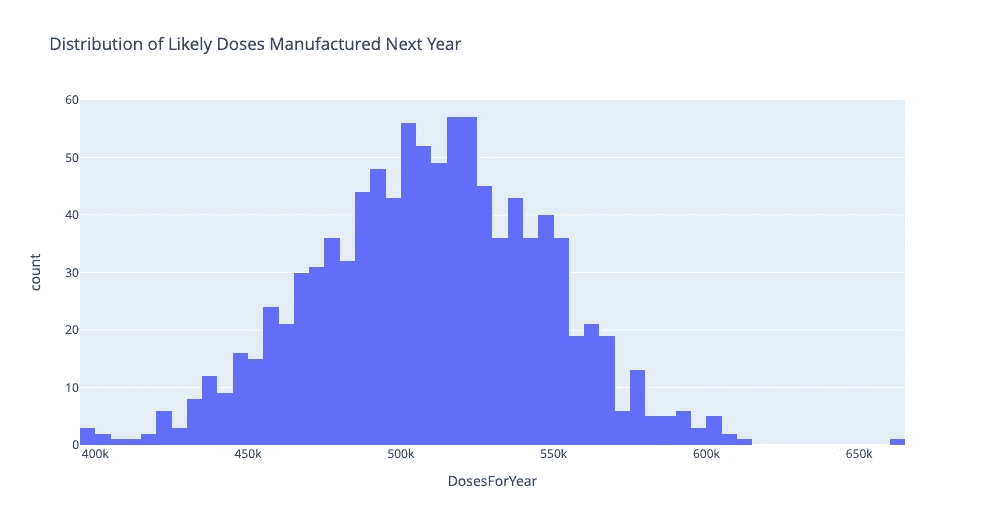 Distribution of Likely Doses Manufactured Next Year
60
50
40
30
20
10
0
count
400k
450k
500k
550k
600k
650k
DosesForYear